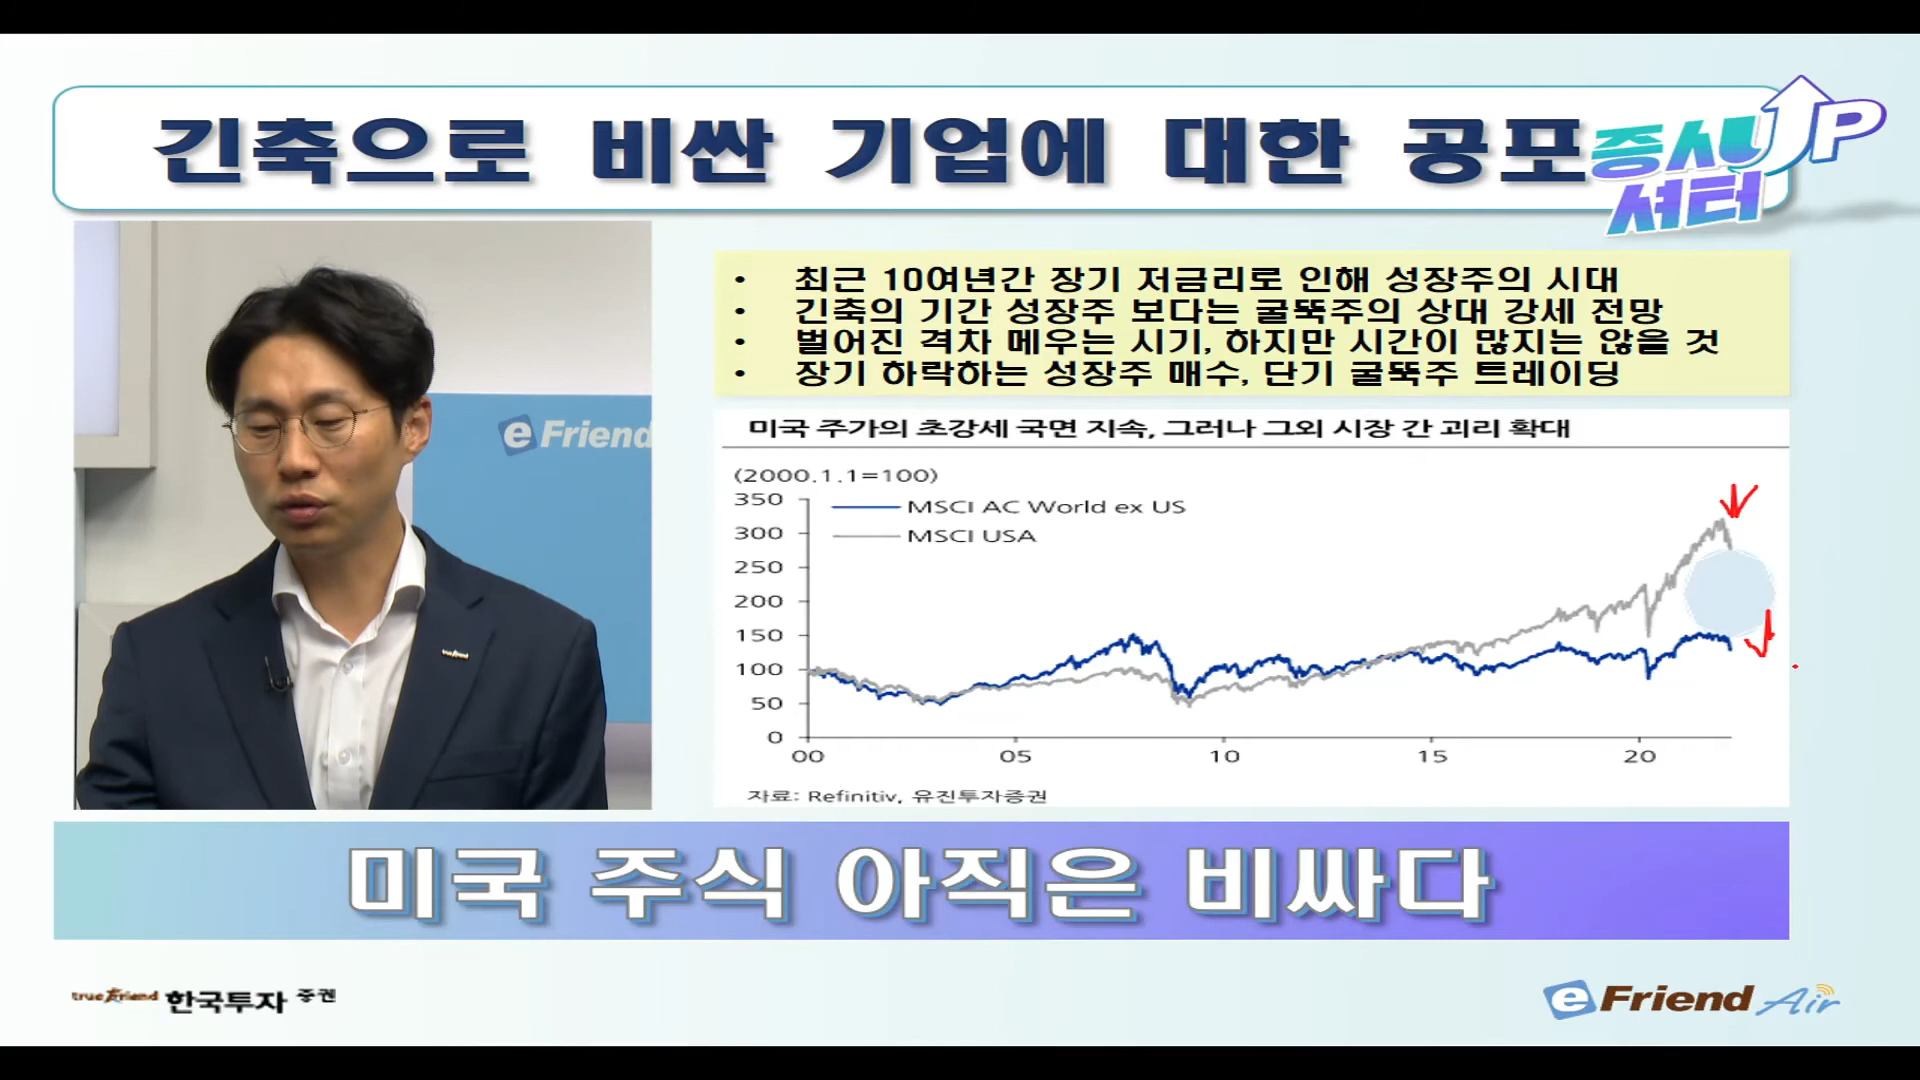 긴축으로 비싼 기업에 대한 공포
증시 UP
셔터
• 최근 10여년간 장기 저금리로 인해 성장주의 시대
• 긴축의 기간 성장주 보다는 굴뚝주의 상대 강세 전망
• 벌어진 격차 메우는 시기, 하지만 시간이 많지는 않을 것
• 장기 하락하는 성장주 매수, 단기 굴뚝주 트레이딩
e Friend
미국 주가의 초강세 국면 지속, 그러나 그외 시장 간 괴리 확대
(2000.1.1=100)
350
300
250
200
150
100
50
0
MSCI AC World ex US
MSCI USA
00 05 10 15 20
자료: Refinitiv, 유진투자증권
true Friend
미국 주식 아직은 비싸다
true Friend 한국투자 증권
e Friend Air